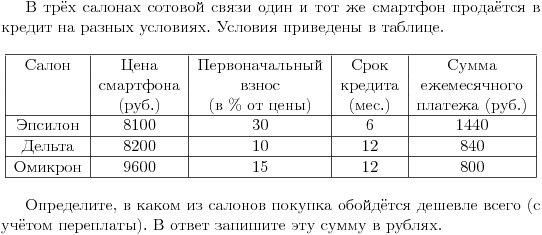 В трёх салонах сотовой связи один и тот же смартфон продаётся в
кредит на разных условиях. Условия приведены в таблице.
Салон Цена Первоначальный Срок Сумма
смартфона взнос кредита ежемесячного
(руб.) (в % от цены) (мес.) платежа (руб.)
Эпсилон 8100 30 6 1440
Дельта 8200 10 12 840
Омикрон 9600 15 12 800
Определите, в каком из салонов покупка обойдётся дешевле всего (с
учётом переплаты). В ответ запишите эту сумму в рублях.